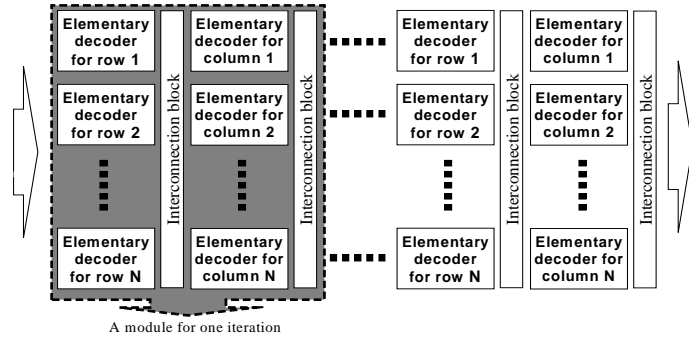 Elementary
decoder
for row 1
Interconnection block
Elementary
decoder for
column 1
Interconnection block
Elementary
decoder
for row 1
Interconnection block
Elementary
decoder for
column 1
Interconnection block
Elementary
decoder
for row 2
Elementary
decoder for
column 2
Elementary
decoder
for row 2
Elementary
decoder for
column 2
Elementary
decoder
for row N
Elementary
decoder for
column N
Elementary
decoder
for row N
Elementary
decoder for
column N
A module for one iteration